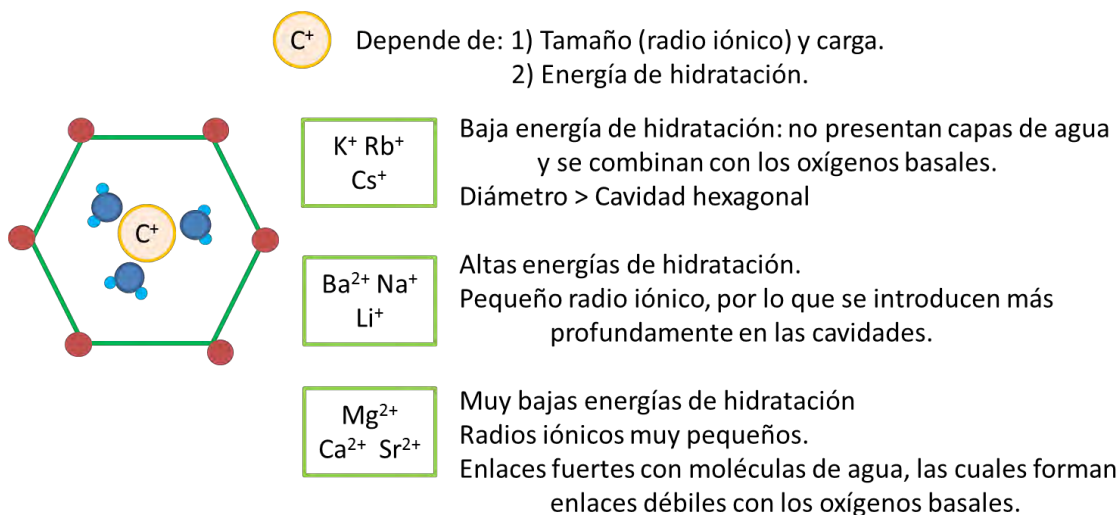 C⁺
Depende de: 1) Tamaño (radio iónico) y carga.
2) Energía de hidratación.
C⁺
K⁺ Rb⁺
Cs⁺
Baja energía de hidratación: no presentan capas de agua
y se combinan con los oxígenos basales.
Diámetro > Cavidad hexagonal
Ba²⁺ Na⁺
Li⁺
Altas energías de hidratación.
Pequeño radio iónico, por lo que se introducen más
profundamente en las cavidades.
Mg²⁺
Ca²⁺ Sr²⁺
Muy bajas energías de hidratación
Radios iónicos muy pequeños.
Enlaces fuertes con moléculas de agua, las cuales forman
enlaces débiles con los oxígenos basales.